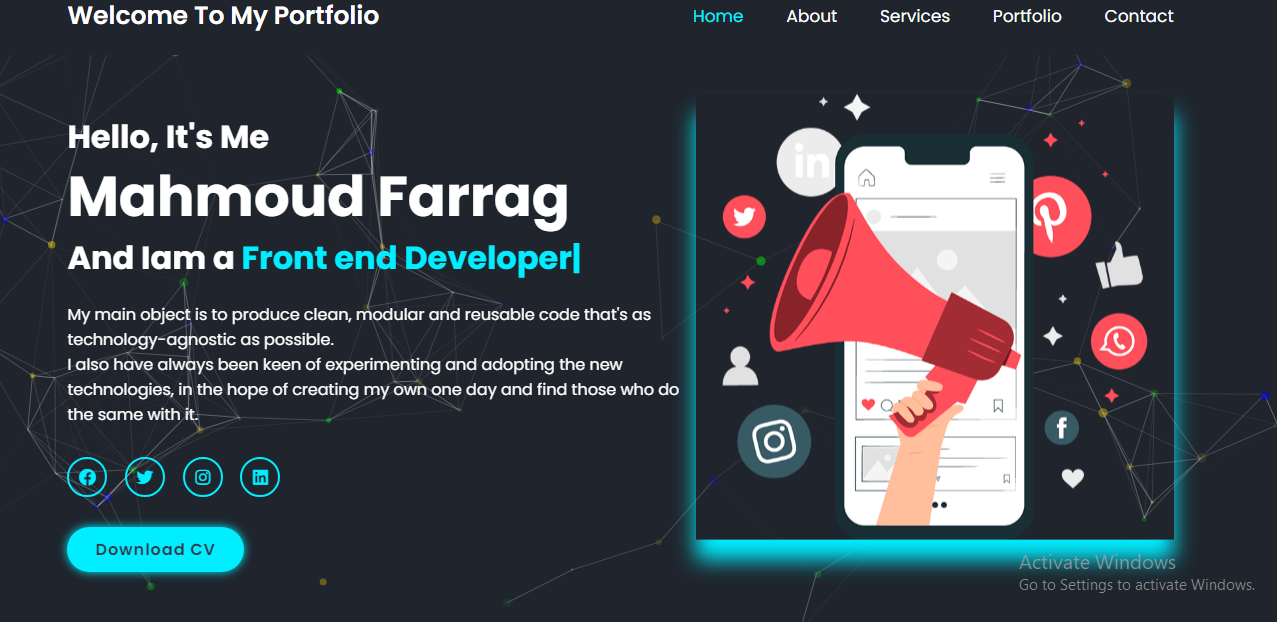 Welcome To My Portfolio
Home About Services Portfolio Contact
Hello, It's Me
Mahmoud Farrag
And Iam a Front end Developer|
My main object is to produce clean, modular and reusable code that's as
technology-agnostic as possible.
I also have always been keen of experimenting and adopting the new
technologies, in the hope of creating my own one day and find those who do
the same with it.
Download CV
in
Activate Windows
Go to Settings to activate Windows.